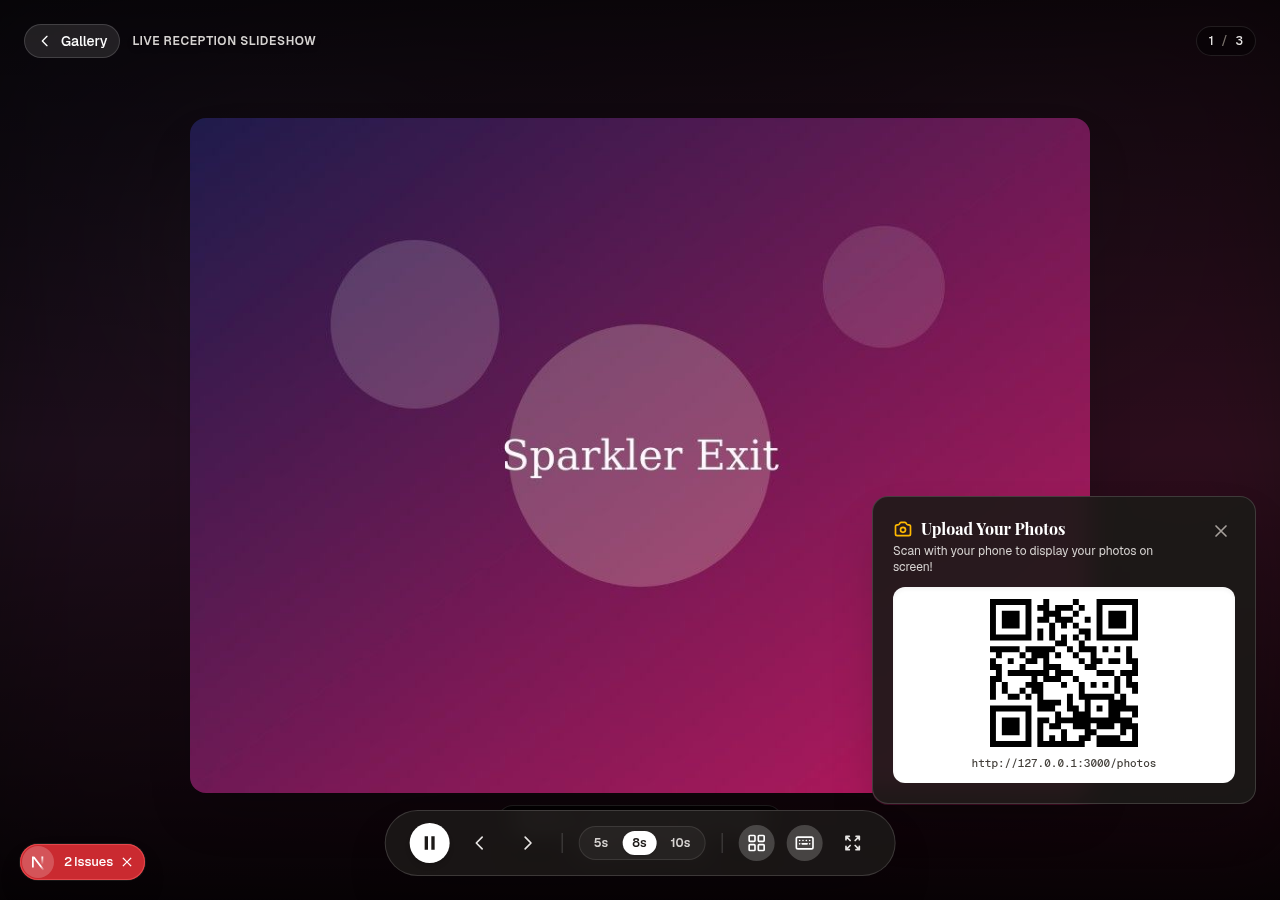 Gallery
LIVE RECEPTION SLIDESHOW
1 / 3
Sparkler Exit
Upload Your Photos
Scan with your phone to display your photos on
screen!
http://127.0.0.1:3000/photos
5s
8s
10s
N
2 Issues